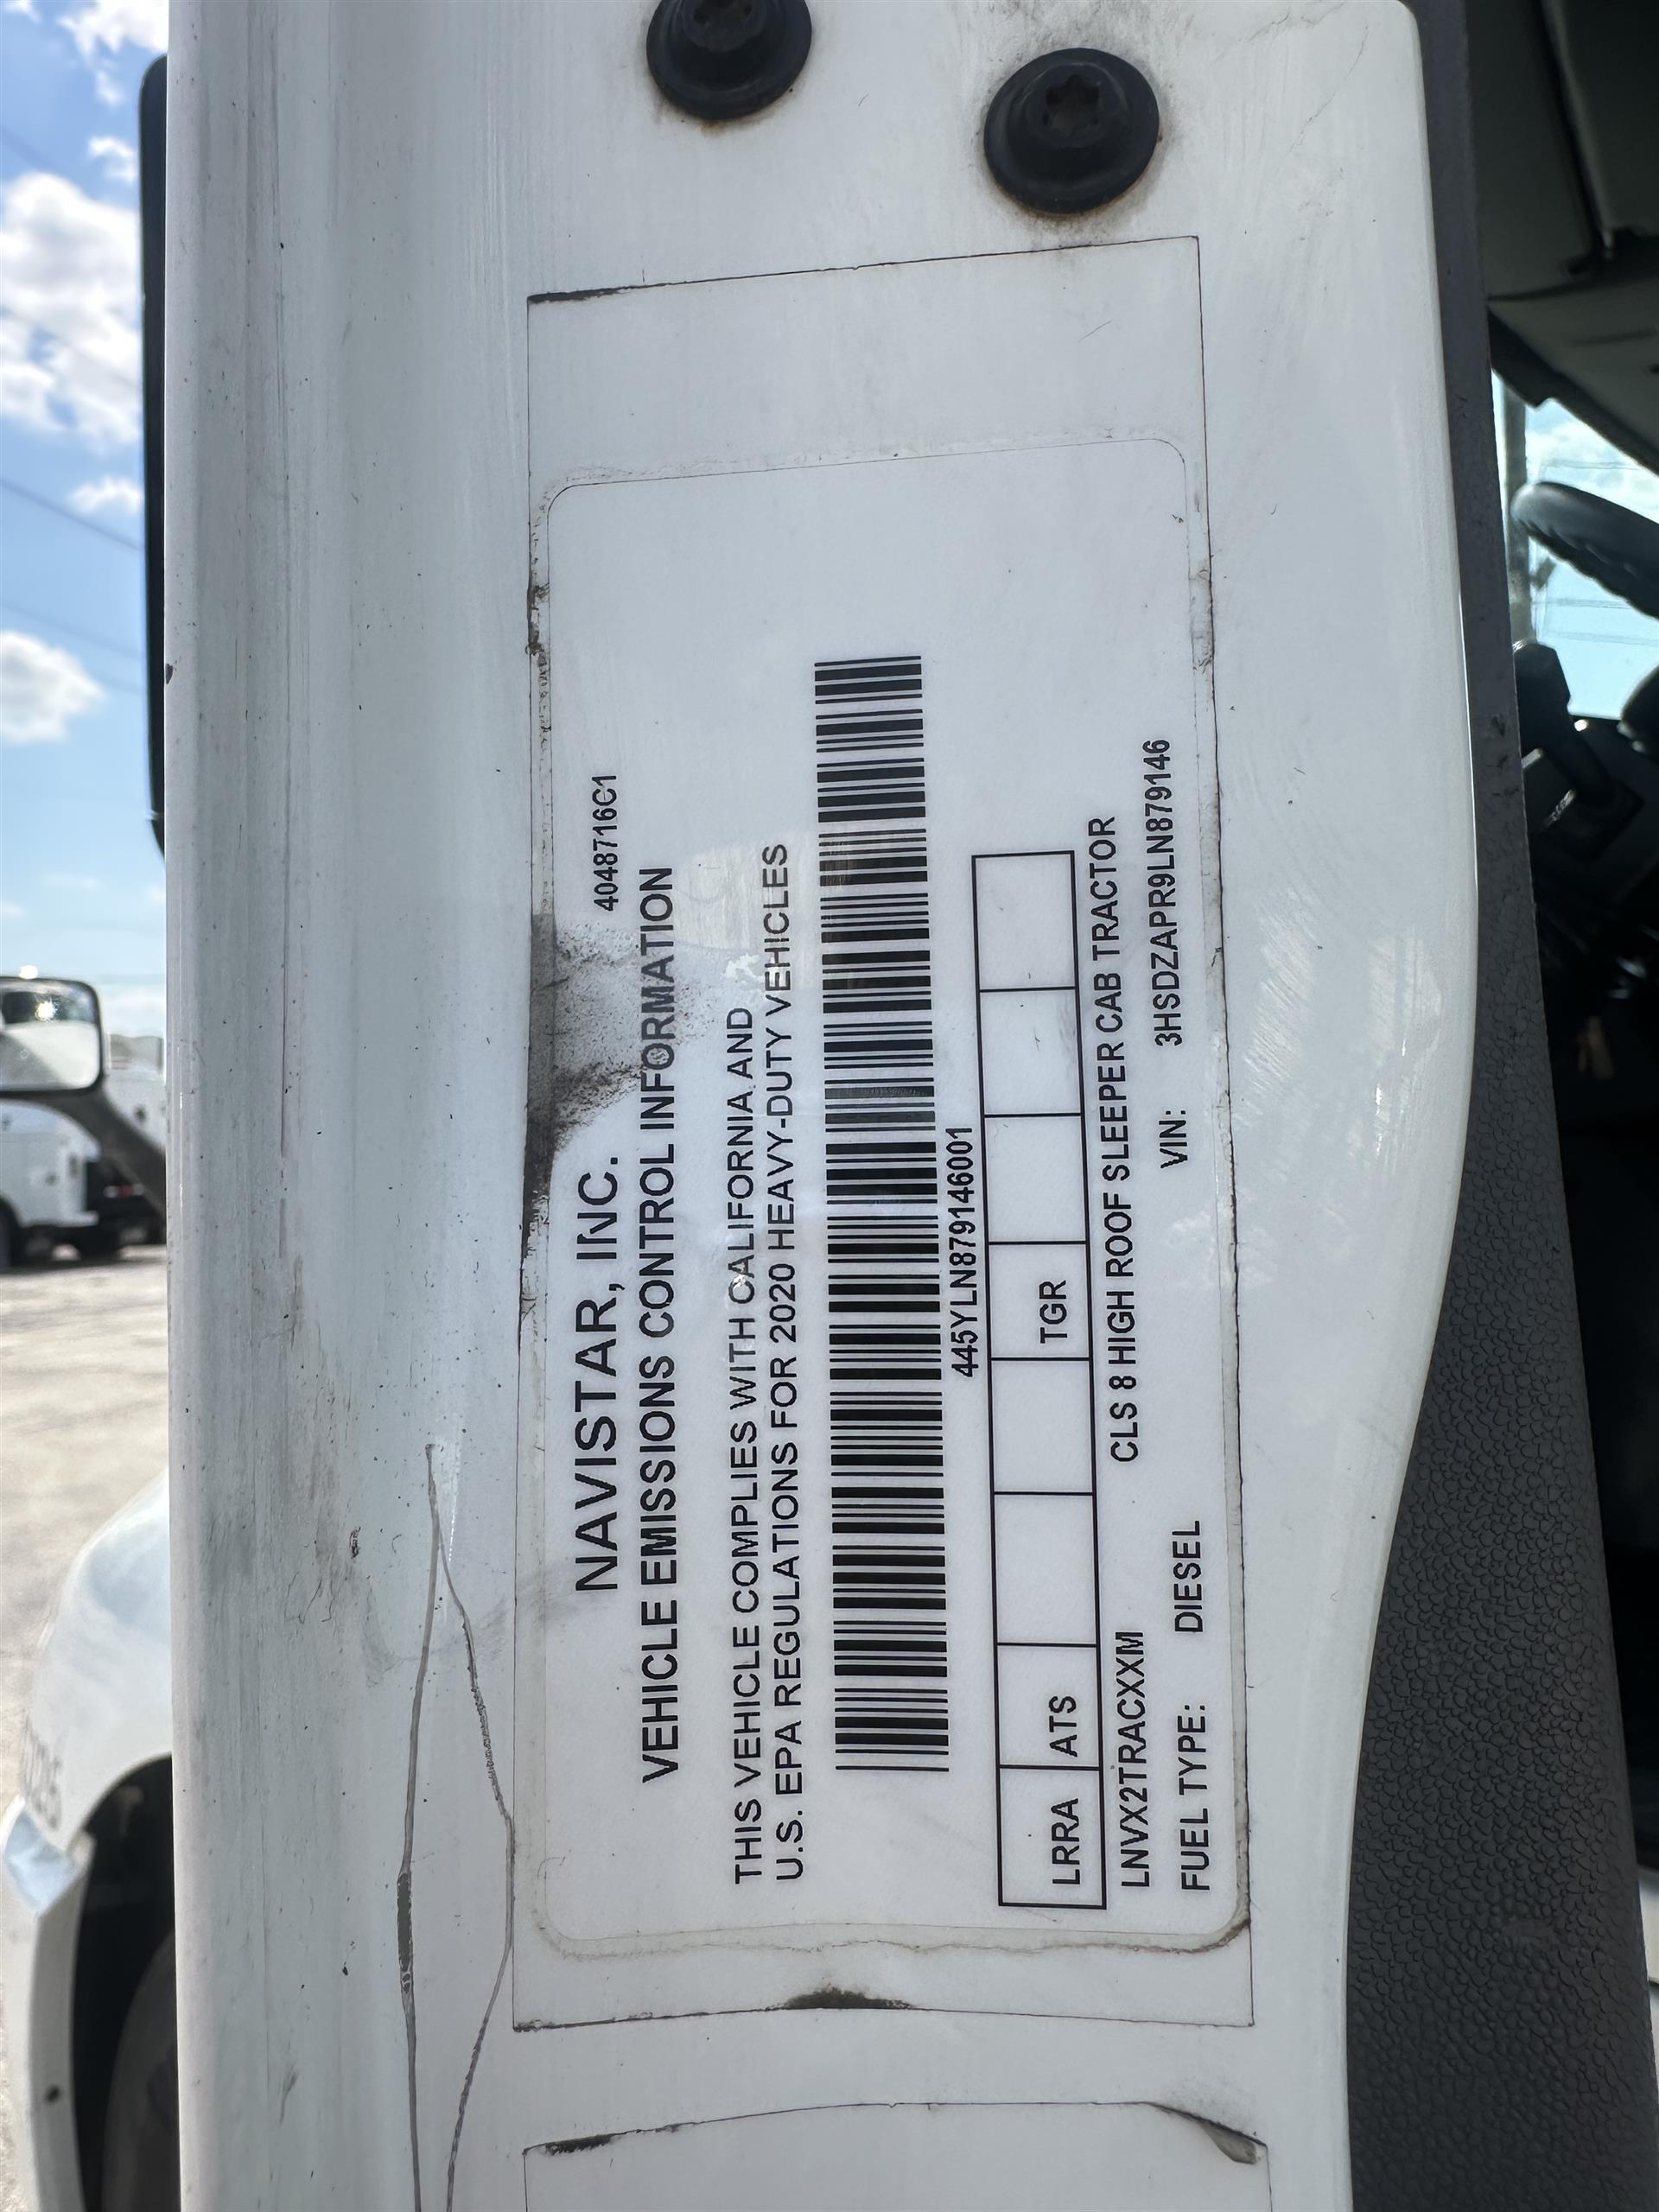 4048716C1
NAVISTAR, INC.
VEHICLE EMISSIONS CONTROL INFORMATION
THIS VEHICLE COMPLIES WITH CALIFORNIA AND
U.S. EPA REGULATIONS FOR 2020 HEAVY-DUTY VEHICLES
445YLN879146001
LRRA ATS TGR
LNVX2TRACXXM CLS 8 HIGH ROOF SLEEPER CAB TRACTOR
FUEL TYPE: DIESEL VIN: 3HSDZAPR9LN879146